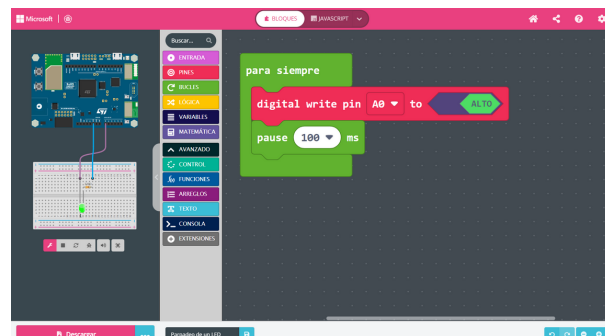 Microsoft
BLOQUES
JAVASCRIPT
Buscar...
ENTRADA
PINES
BUCLES
LÓGICA
VARIABLES
MATEMÁTICA
AVANZADO
CONTROL
FUNCIONES
ARREGLOS
TEXTO
CONSOLA
EXTENSIONES
para siempre
digital write pin A0 to ALTO
pause 100 ms
Descargar
Parpadeo de un LED